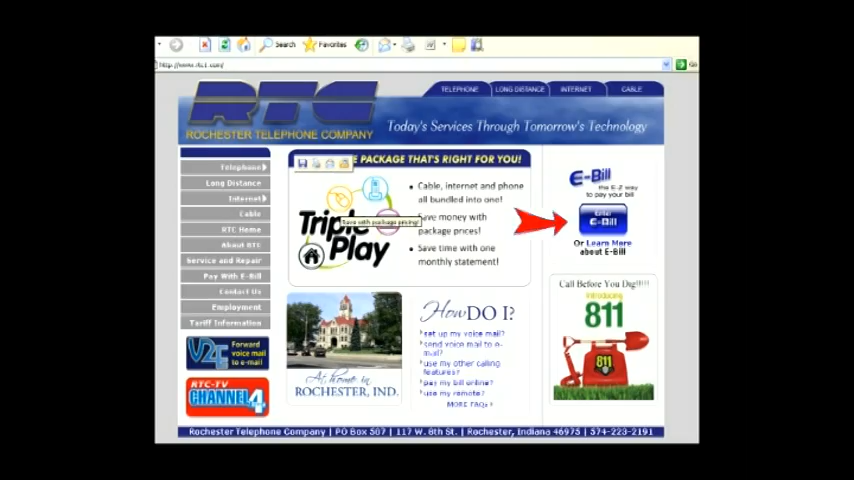 Search
Favorites
Go
RTC
ROCHESTER TELEPHONE COMPANY
TELEPHONE
LONG DISTANCE
INTERNET
CABLE
Today's Services Through Tomorrow's Technology
Telephone
Long Distance
Internet
Cable
RTC Home
About RTC
Service and Repair
Pay With E-Bill
Contact Us
Employment
Tariff Information
V2E
Forward
voice mail
to e-mail
RTC-TV
CHANNEL 4
E PACKAGE THAT'S RIGHT FOR YOU!
Triple
Play
Save with package pricing!
• Cable, internet and phone
all bundled into one!
Save money with
package prices!
• Save time with one
monthly statement!
At home in
ROCHESTER, IND.
How DO I?
set up my voice mail?
send voice mail to e-
mail?
use my other calling
features?
pay my bill online?
use my remote?
MORE FAQs
E-Bill
the E-Z way
to pay your bill
Enter
E-Bill
Or Learn More
about E-Bill
Call Before You Dig!!!!!
Introducing
811
811
Rochester Telephone Company | PO Box 507 | 117 W. 8th St. | Rochester, Indiana 46975 | 574-223-2191